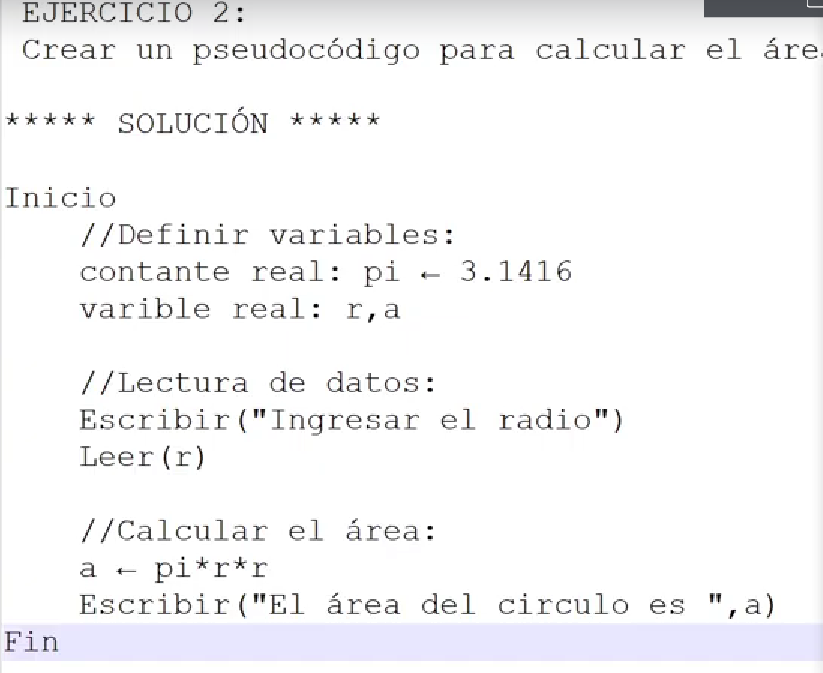 EJERCICIO 2:
Crear un pseudocódigo para calcular el áre
***** SOLUCIÓN *****
Inicio
//Definir variables:
contante real: pi ← 3.1416
varible real: r,a
//Lectura de datos:
Escribir("Ingresar el radio")
Leer(r)
//Calcular el área:
a ← pi*r*r
Escribir("El área del circulo es ",a)
Fin